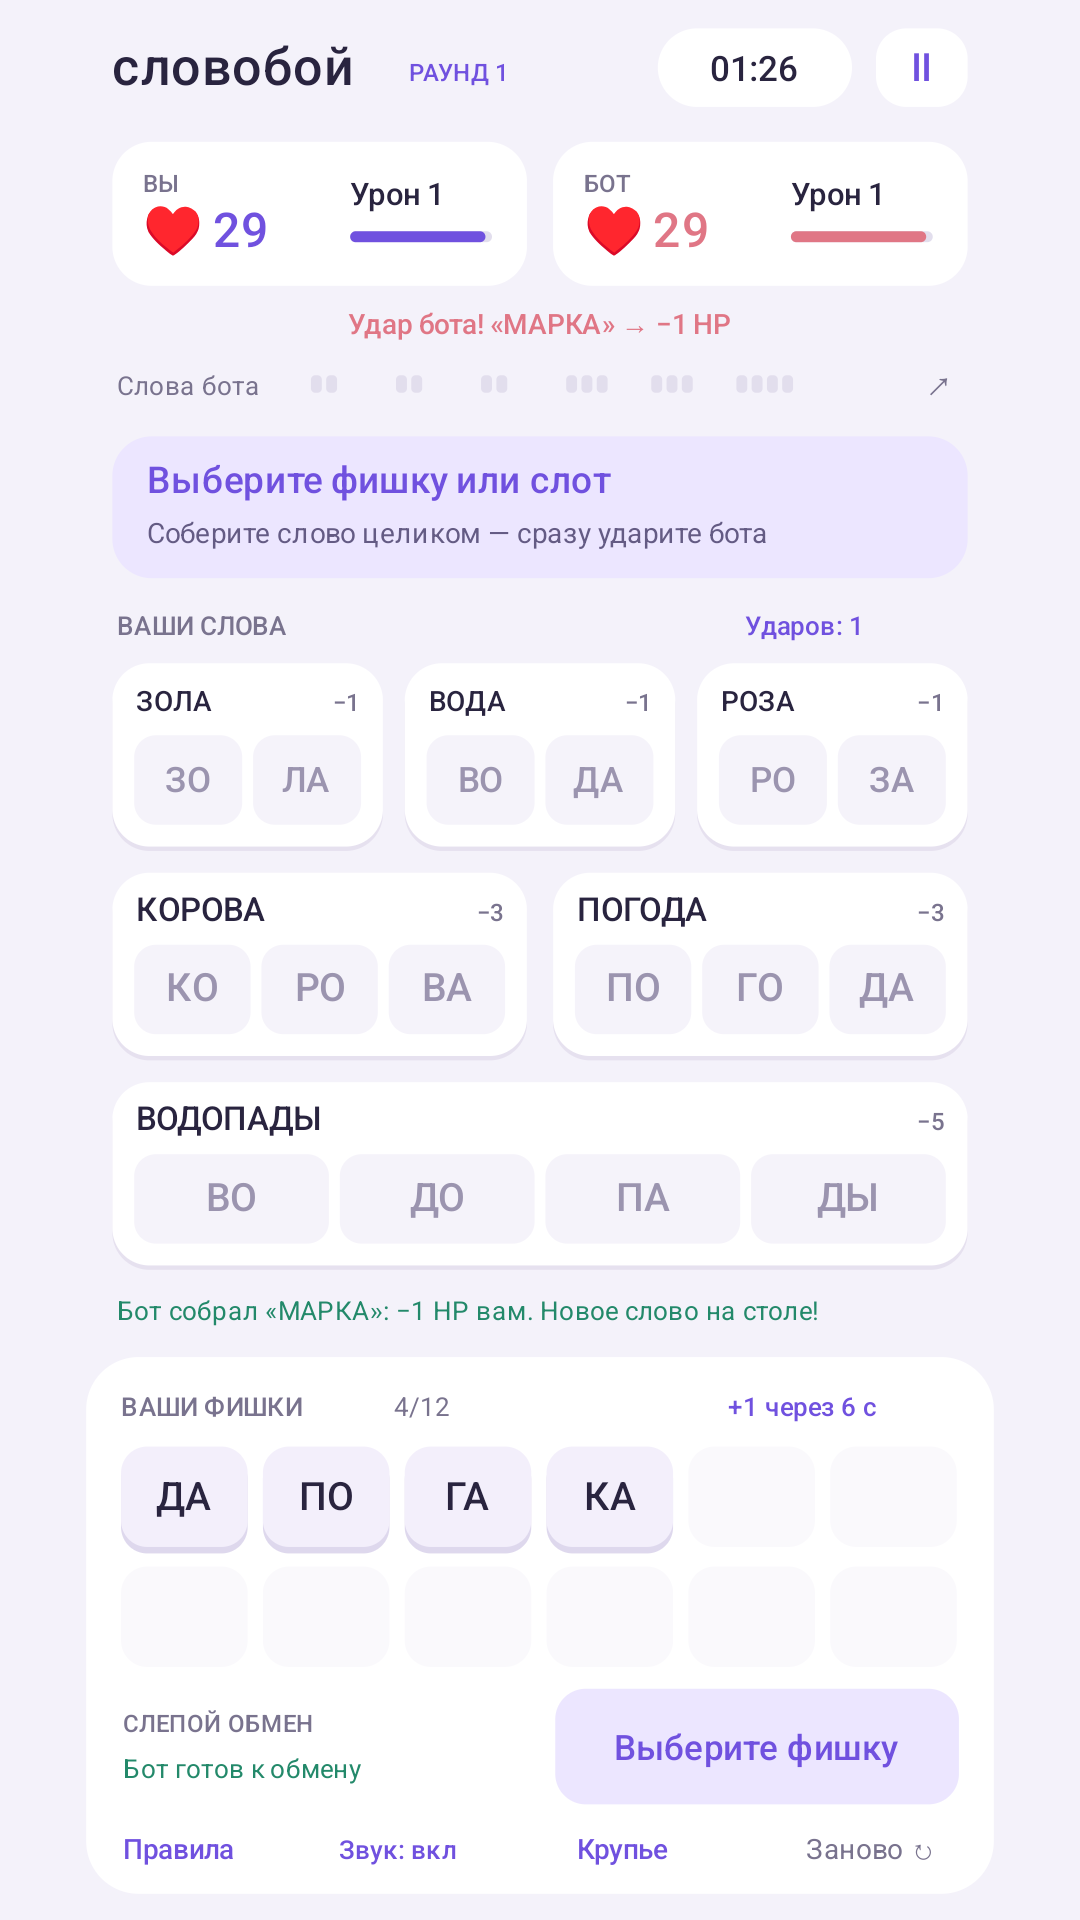 словобой РАУНД 1 01:26
ВЫ Урон 1 БОТ Урон 1
29 29
Удар бота! «МАРКА» → −1 HP
Слова бота ↗
Выберите фишку или слот
Соберите слово целиком — сразу ударите бота
ВАШИ СЛОВА Ударов: 1
ЗОЛА −1 ВОДА −1 РОЗА −1
ЗО ЛА ВО ДА РО ЗА
КОРОВА −3 ПОГОДА −3
КО РО ВА ПО ГО ДА
ВОДОПАДЫ −5
ВО ДО ПА ДЫ
Бот собрал «МАРКА»: −1 HP вам. Новое слово на столе!
ВАШИ ФИШКИ 4/12 +1 через 6 с
ДА ПО ГА КА
СЛЕПОЙ ОБМЕН
Бот готов к обмену
Выберите фишку
Правила Звук: вкл Крупье Заново ↻